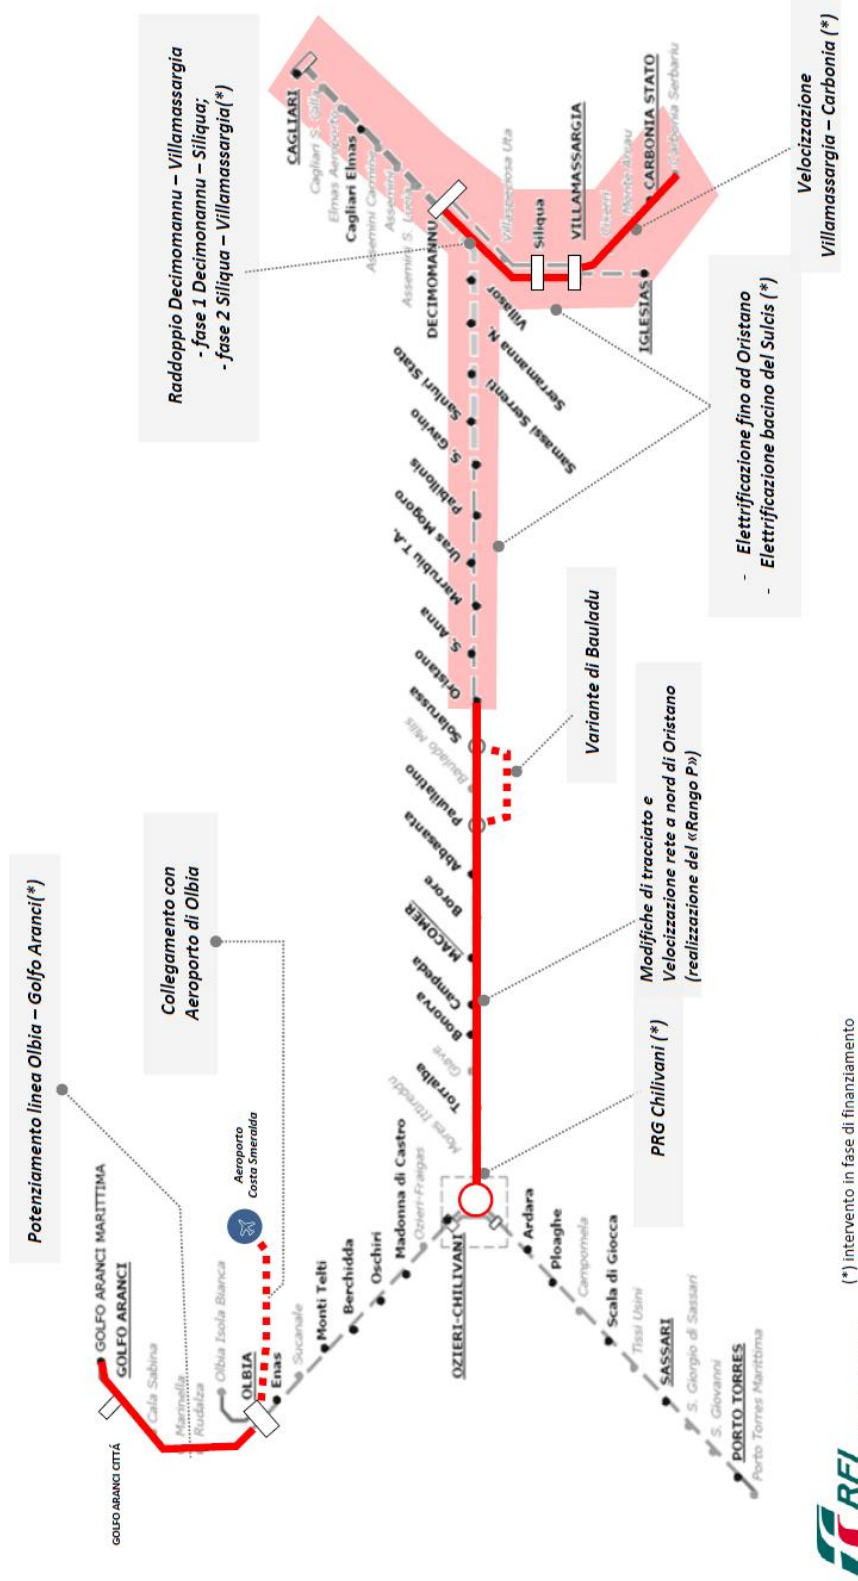 Potenziamento linea Olbia – Golfo Aranci(*)
Collegamento con
Aeroporto di Olbia
Raddoppio Decimomannu – Villamassargia
- fase 1 Decimonannu – Siliqua;
- fase 2 Siliqua – Villamassargia(*)
GOLFO ARANCI CITTÁ
GOLFO ARANCI MARITTIMA
GOLFO ARANCI
Cala Sabina
Marinella
Rudalza
Olbia Isola Bianca
OLBIA
Aeroporto
Costa Smeralda
Enas
Sucanale
Monti Telti
Berchidda
Oschiri
Madonna di Castro
Ozieri-Fraigas
OZIERI-CHILIVANI
Ardara
Ploaghe
Campomela
Scala di Giocca
Tissi Usini
SASSARI
S. Giorgio di Sassari
S. Giovanni
PORTO TORRES
Porto Torres Marittima
Mores Ittireddu
Torralba
Giave
Bonorva
Campeda
MACOMER
Borore
Abbasanta
Paulilatino
Baulado Milis
Solarussa
Oristano
S. Anna
Marrubiu T.A.
Uras Mogoro
Pabillonis
S. Gavino
Sanluri Stato
Samassi Serrenti
Serramanna N.
Villasor
DECIMOMANNU
Assemini S. Lucia
Assemini
Assemini Carmine
Cagliari Elmas
Elmas Aeroporto
Cagliari S. Gilla
CAGLIARI
Villaspeciosa Uta
Siliqua
VILLAMASSARGIA
IGLESIAS
CARBONIA STATO
Carbonia Serbariu
PRG Chilivani (*)
Modifiche di tracciato e
Velocizzazione rete a nord di Oristano
(realizzazione del «Rango P»)
Variante di Bauladu
- Elettrificazione fino ad Oristano
- Elettrificazione bacino del Sulcis (*)
Velocizzazione
Villamassargia – Carbonia (*)
RFI
(*) intervento in fase di finanziamento